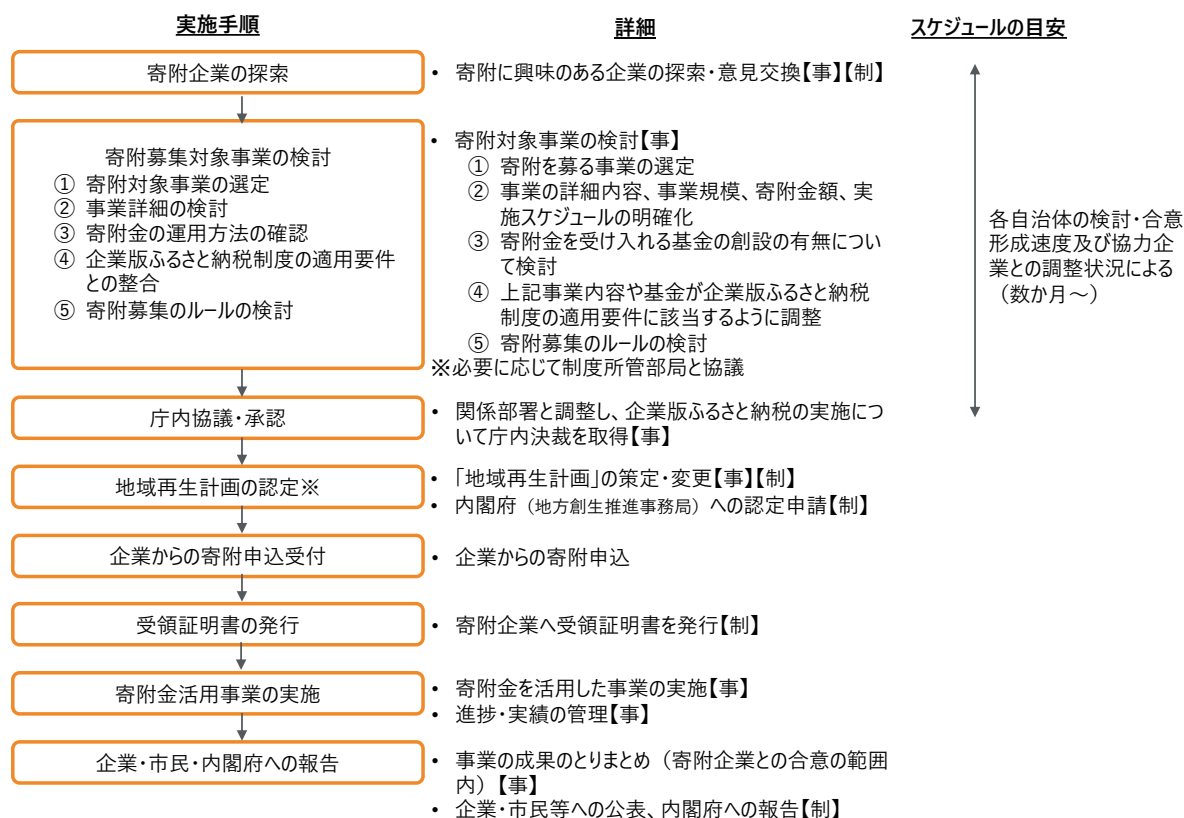 実施手順
詳細
スケジュールの目安
寄附企業の探索
• 寄附に興味のある企業の探索・意見交換【事】【制】
寄附募集対象事業の検討
① 寄附対象事業の選定
② 事業詳細の検討
③ 寄附金の運用方法の確認
④ 企業版ふるさと納税制度の適用要件
との整合
⑤ 寄附募集のルールの検討
• 寄附対象事業の検討【事】
① 寄附を募る事業の選定
② 事業の詳細内容、事業規模、寄附金額、実
施スケジュールの明確化
③ 寄附金を受け入れる基金の創設の有無につい
て検討
④ 上記事業内容や基金が企業版ふるさと納税
制度の適用要件に該当するように調整
⑤ 寄附募集のルールの検討
※必要に応じて制度所管部局と協議
各自治体の検討・合意
形成速度及び協力企
業との調整状況による
（数か月～）
庁内協議・承認
• 関係部署と調整し、企業版ふるさと納税の実施につ
いて庁内決裁を取得【事】
地域再生計画の認定※
• 「地域再生計画」の策定・変更【事】【制】
• 内閣府（地方創生推進事務局）への認定申請【制】
企業からの寄附申込受付
• 企業からの寄附申込
受領証明書の発行
• 寄附企業へ受領証明書を発行【制】
寄附金活用事業の実施
• 寄附金を活用した事業の実施【事】
• 進捗・実績の管理【事】
企業・市民・内閣府への報告
• 事業の成果のとりまとめ（寄附企業との合意の範囲
内）【事】
• 企業・市民等への公表、内閣府への報告【制】